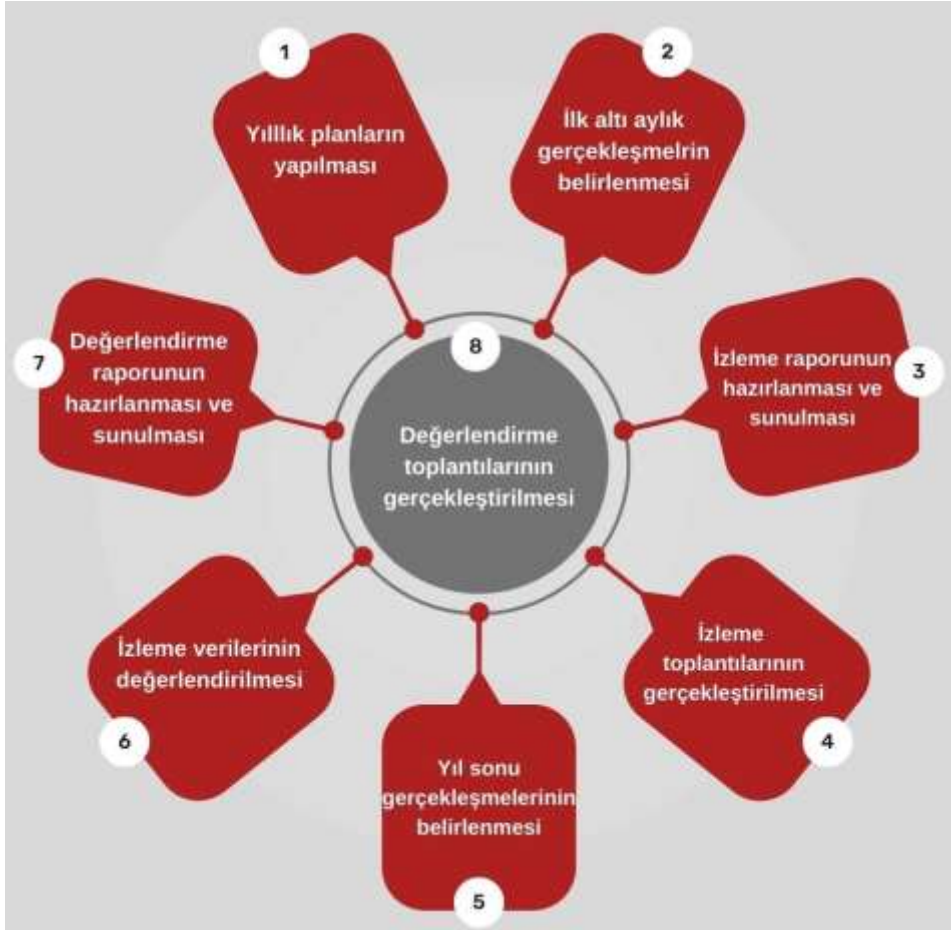 1
Yılllık planların
yapılması
2
İlk altı aylık
gerçekleşmelrin
belirlenmesi
3
İzleme raporunun
hazırlanması ve
sunulması
4
İzleme
toplantılarının
gerçekleştirilmesi
5
Yıl sonu
gerçekleşmelerinin
belirlenmesi
6
İzleme verilerinin
değerlendirilmesi
7
Değerlendirme
raporunun
hazırlanması ve
sunulması
8
Değerlendirme
toplantılarının
gerçekleştirilmesi